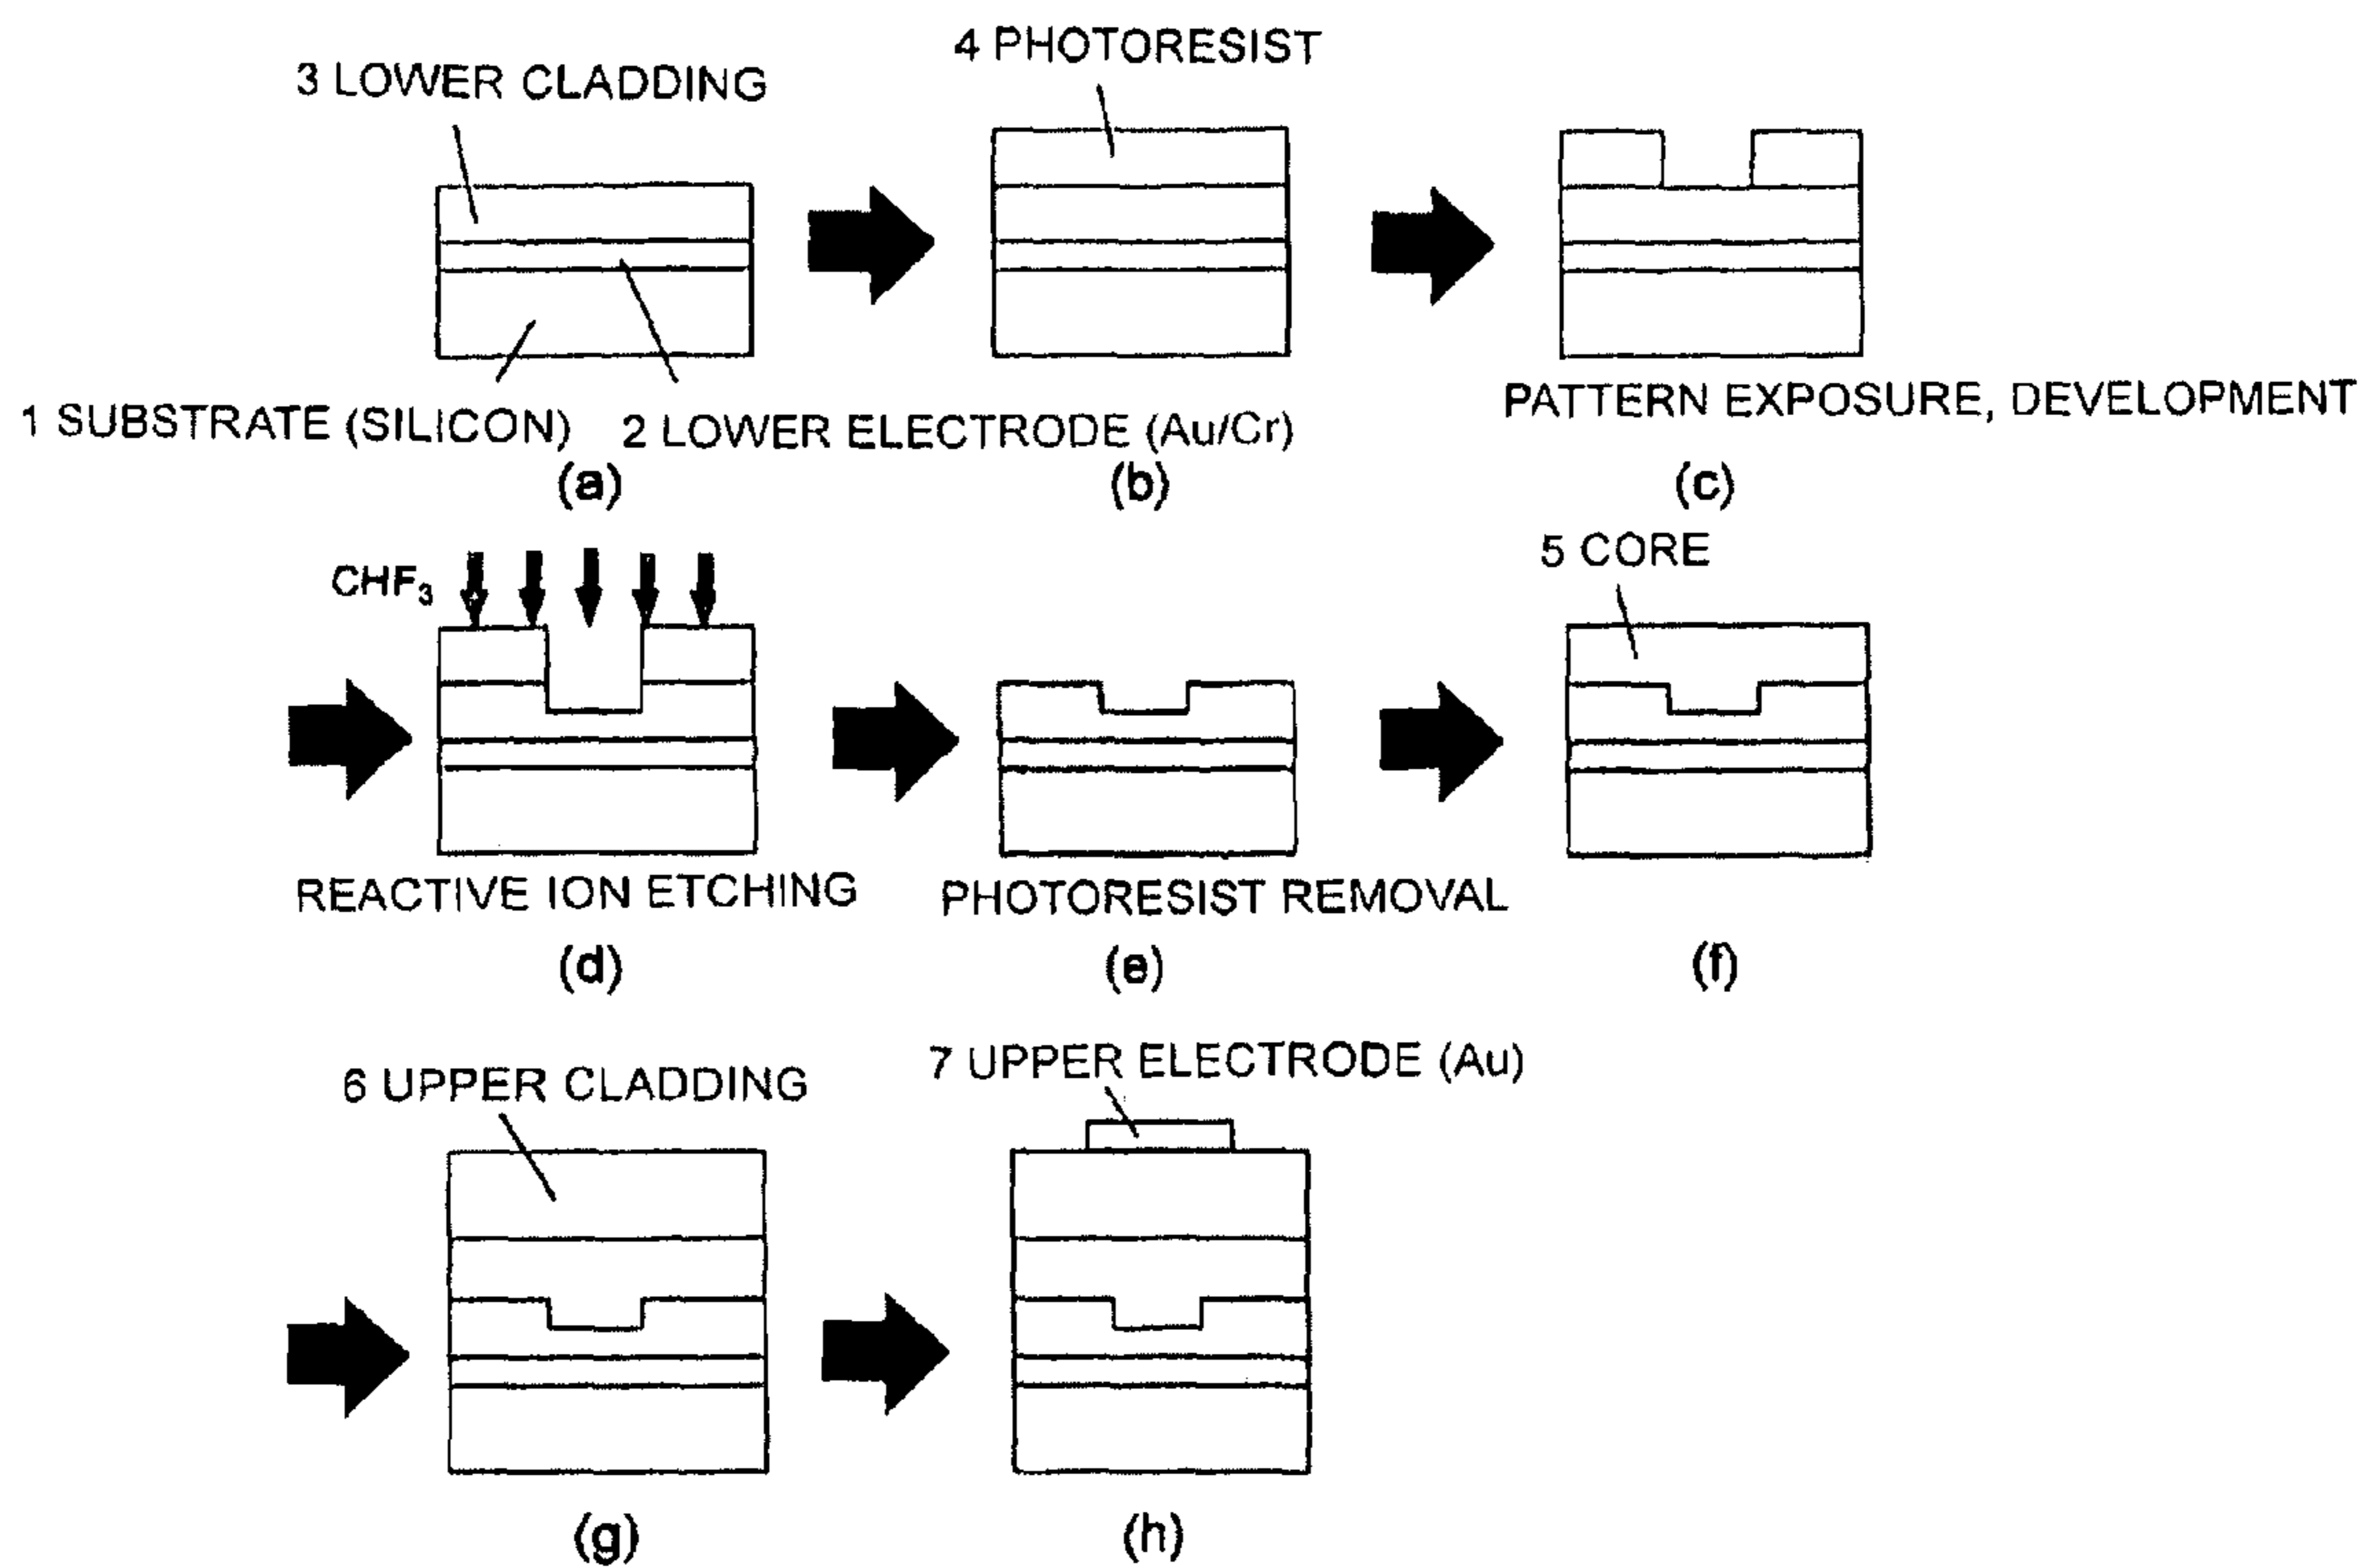 4 PHOTORESIST
3 LOWER CLADDING
1 SUBSTRATE (SILICON)
2 LOWER ELECTRODE (Au/Cr)
PATTERN EXPOSURE, DEVELOPMENT
(a)
(b)
(c)
CHF3
5 CORE
REACTIVE ION ETCHING
PHOTORESIST REMOVAL
(d)
(e)
(f)
6 UPPER CLADDING
7 UPPER ELECTRODE (Au)
(g)
(h)